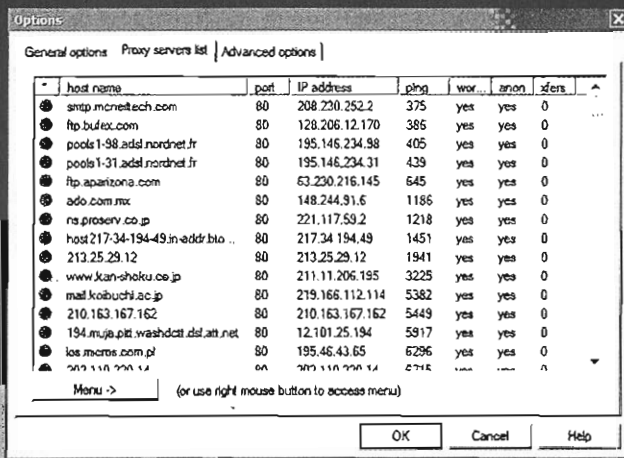 Options
General options Proxy servers list Advanced options
host name port IP address ping wor... anon xfers
smtp.mcneitech.com 80 208.230.252.2 375 yes yes 0
ftp.bufex.com 80 128.206.12.170 385 yes yes 0
pools1-98.adsl.nordnet.fr 80 195.146.234.98 405 yes yes 0
pools1-31.adsl.nordnet.fr 80 195.146.234.31 439 yes yes 0
ftp.aparizona.com 80 63.230.216.145 645 yes yes 0
ado.com.mx 80 148.244.91.6 1186 yes yes 0
ns.proserv.co.jp 80 221.117.59.2 1218 yes yes 0
host217-34-194-49.in-addr.bto... 80 217.34.194.49 1451 yes yes 0
213.25.29.12 80 213.25.29.12 1941 yes yes 0
www.kan-shoku.co.jp 80 211.11.206.195 3225 yes yes 0
mail.koibuchi.ac.jp 80 219.166.112.114 5382 yes yes 0
210.163.167.162 80 210.163.167.162 5449 yes yes 0
80 12.101.25.194 5917 yes yes 0
80 195.46.43.65 6296 yes yes 0
Menu -> (or use right mouse button to access menu)
OK Cancel Help